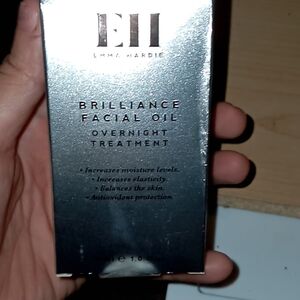 EH
EMMA HARDIE
BRILLIANCE
FACIAL OIL
OVERNIGHT
TREATMENT
• Increases moisture levels.
• Increases elasticity.
• Balances the skin.
• Antioxidant protection.